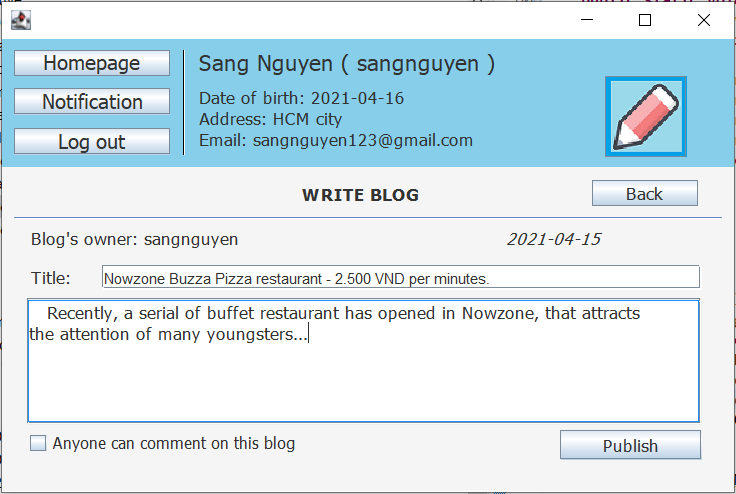 Homepage
Notification
Log out
Sang Nguyen ( sangnguyen )
Date of birth: 2021-04-16
Address: HCM city
Email: sangnguyen123@gmail.com
WRITE BLOG
Back
Blog's owner: sangnguyen
2021-04-15
Title:
Nowzone Buzza Pizza restaurant - 2.500 VND per minutes.
Recently, a serial of buffet restaurant has opened in Nowzone, that attracts
the attention of many youngsters...
Anyone can comment on this blog
Publish